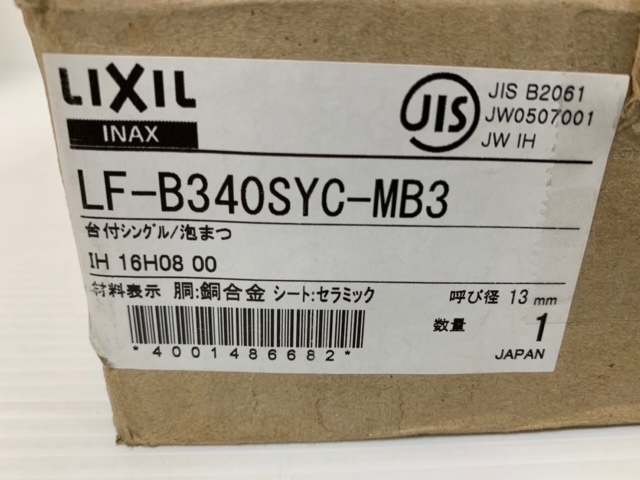 LIXIL
INAX
JIS
JIS B2061
JW0507001
JW IH
LF-B340SYC-MB3
台付シングル/泡まつ
IH 16H08 00
材料表示 胴:銅合金 シート:セラミック
呼び径 13 mm
*4001486682*
数量 1
JAPAN